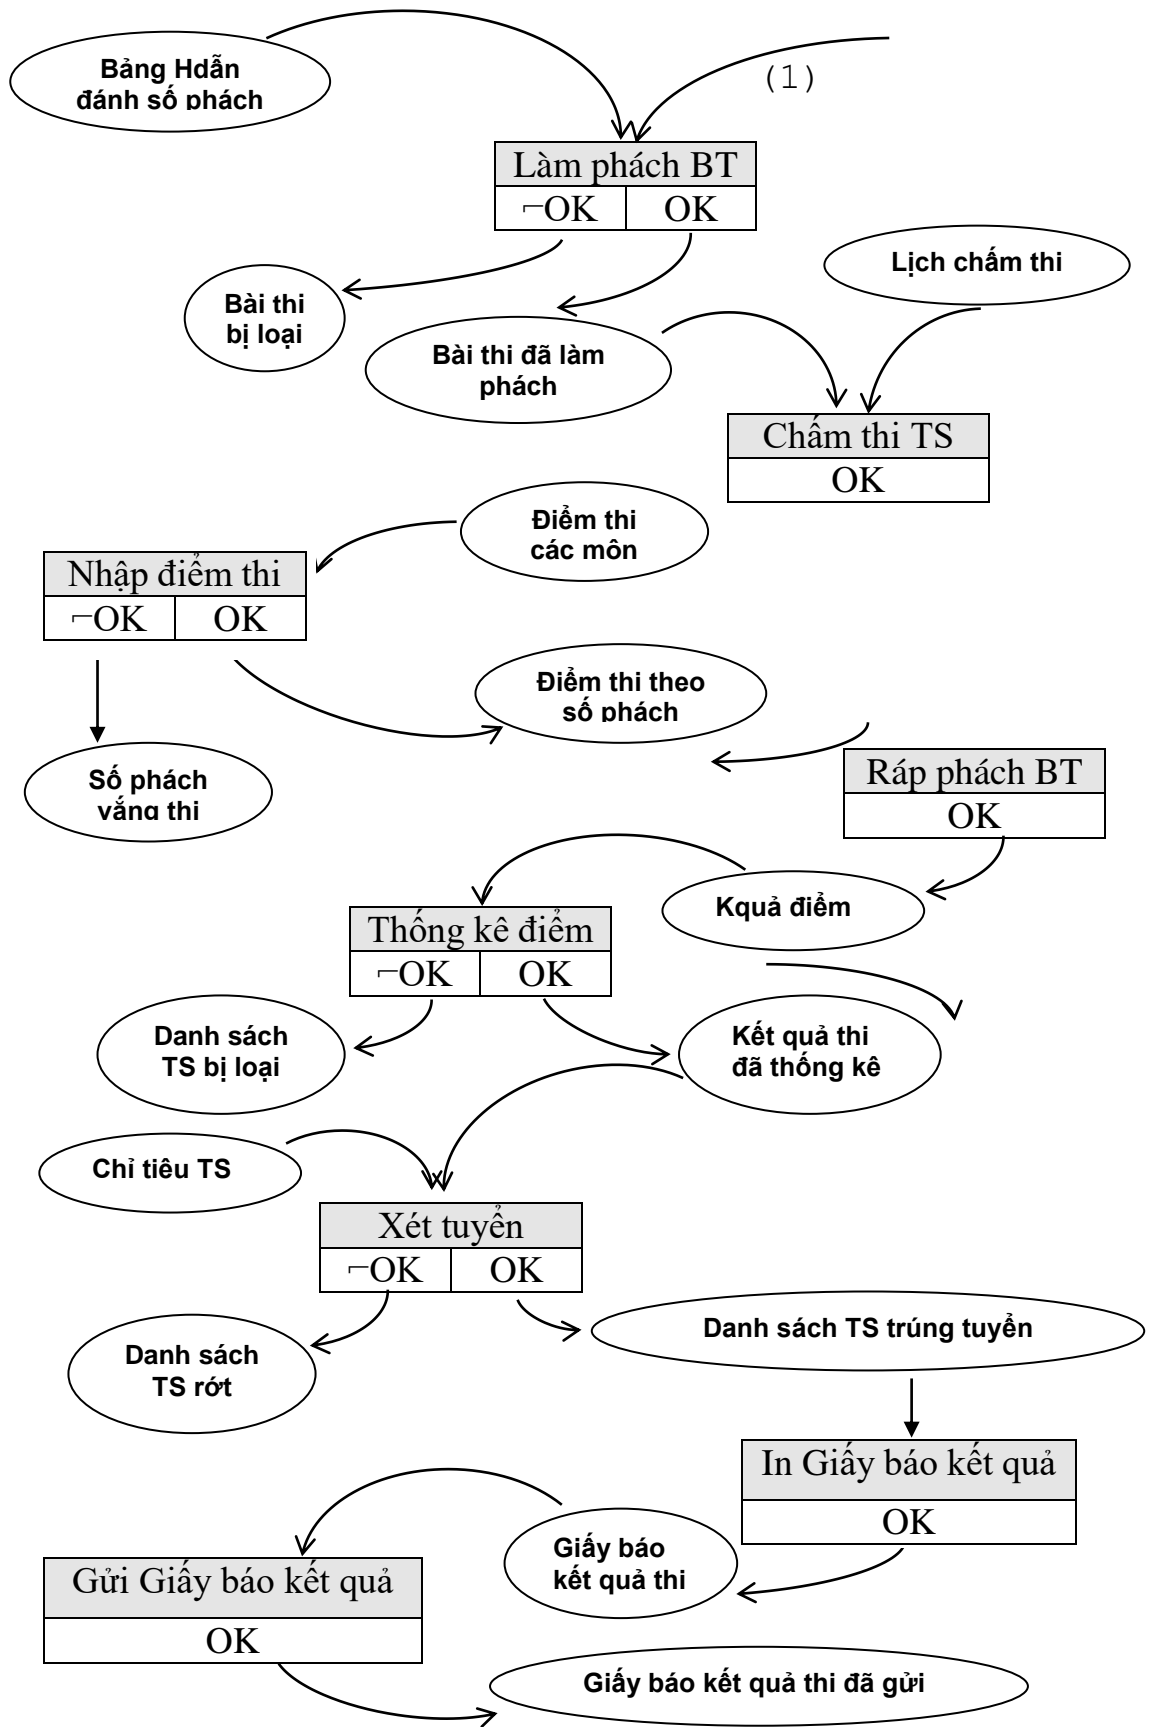 Bảng Hdẫn
đánh số phách
(1)
Làm phách BT
¬OK
OK
Lịch chấm thi
Bài thi
bị loại
Bài thi đã làm
phách
Chấm thi TS
OK
Điểm thi
các môn
Nhập điểm thi
¬OK
OK
Điểm thi theo
số phách
Số phách
vắng thi
Ráp phách BT
OK
Kquả điểm
Thống kê điểm
¬OK
OK
Danh sách
TS bị loại
Kết quả thi
đã thống kê
Chỉ tiêu TS
Xét tuyển
¬OK
OK
Danh sách TS trúng tuyển
Danh sách
TS rớt
In Giấy báo kết quả
OK
Giấy báo
kết quả thi
Gửi Giấy báo kết quả
OK
Giấy báo kết quả thi đã gửi